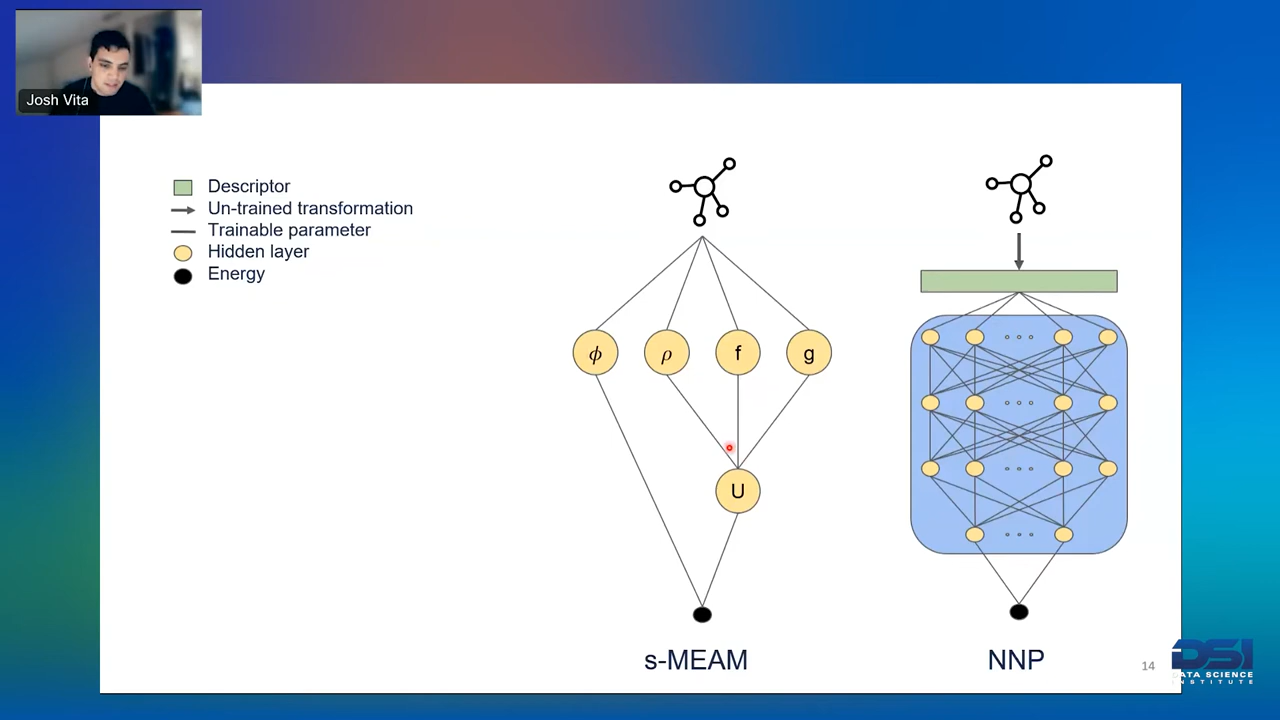 Josh Vita
Descriptor
Un-trained transformation
Trainable parameter
Hidden layer
Energy
ϕ ρ f g
U
s-MEAM
NNP
14
DSI
DATA SCIENCE
INSTITUTE